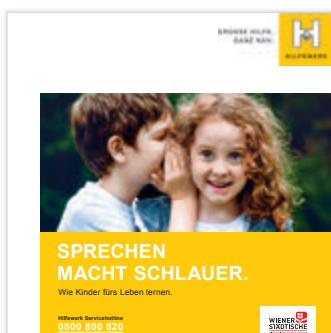 GROSSE HILFE.
GANZ NAH.
HILFSWERK
SPRECHEN
MACHT SCHLAUER.
Wie Kinder fürs Leben lernen.
Hilfswerk Servicehotline
0800 800 820
WIENER
STÄDTISCHE